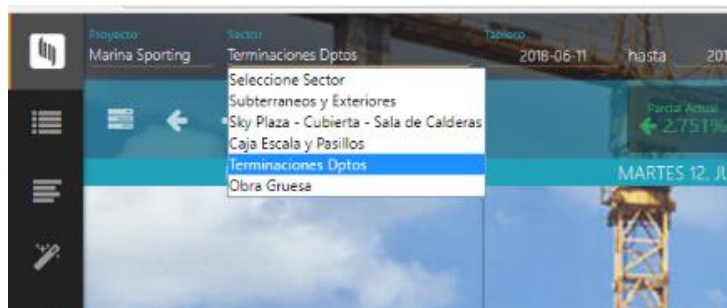 Proyecto Sector Tablero
Marina Sporting Terminaciones Dptos 2018-06-11 hasta 201
Seleccione Sector
Subterraneos y Exteriores
Sky Plaza - Cubierta - Sala de Calderas
Caja Escala y Pasillos
Terminaciones Dptos
Obra Gruesa
Parcial Actual
2.751%
MARTES 12, JU